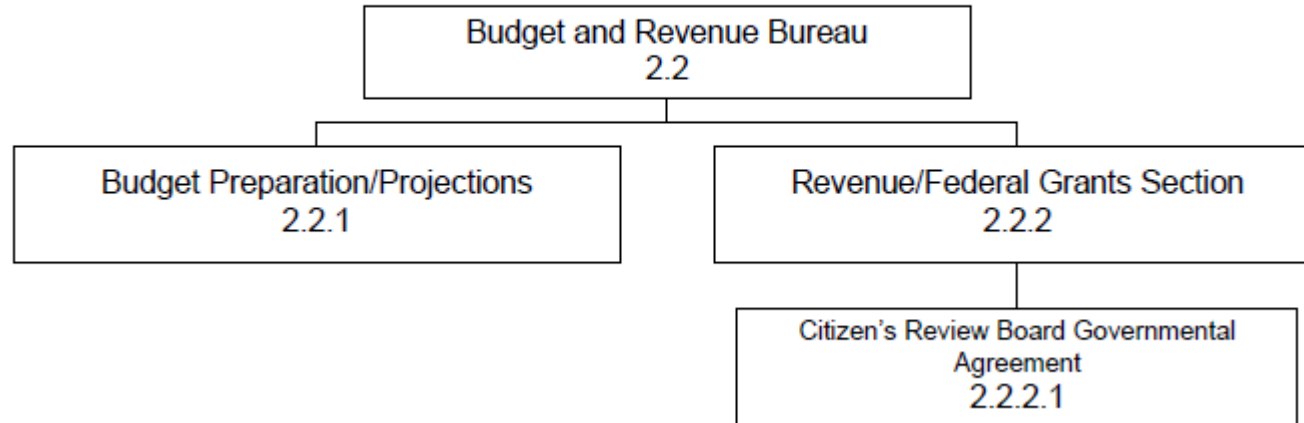 Budget and Revenue Bureau
2.2
Budget Preparation/Projections
2.2.1
Revenue/Federal Grants Section
2.2.2
Citizen’s Review Board Governmental
Agreement
2.2.2.1